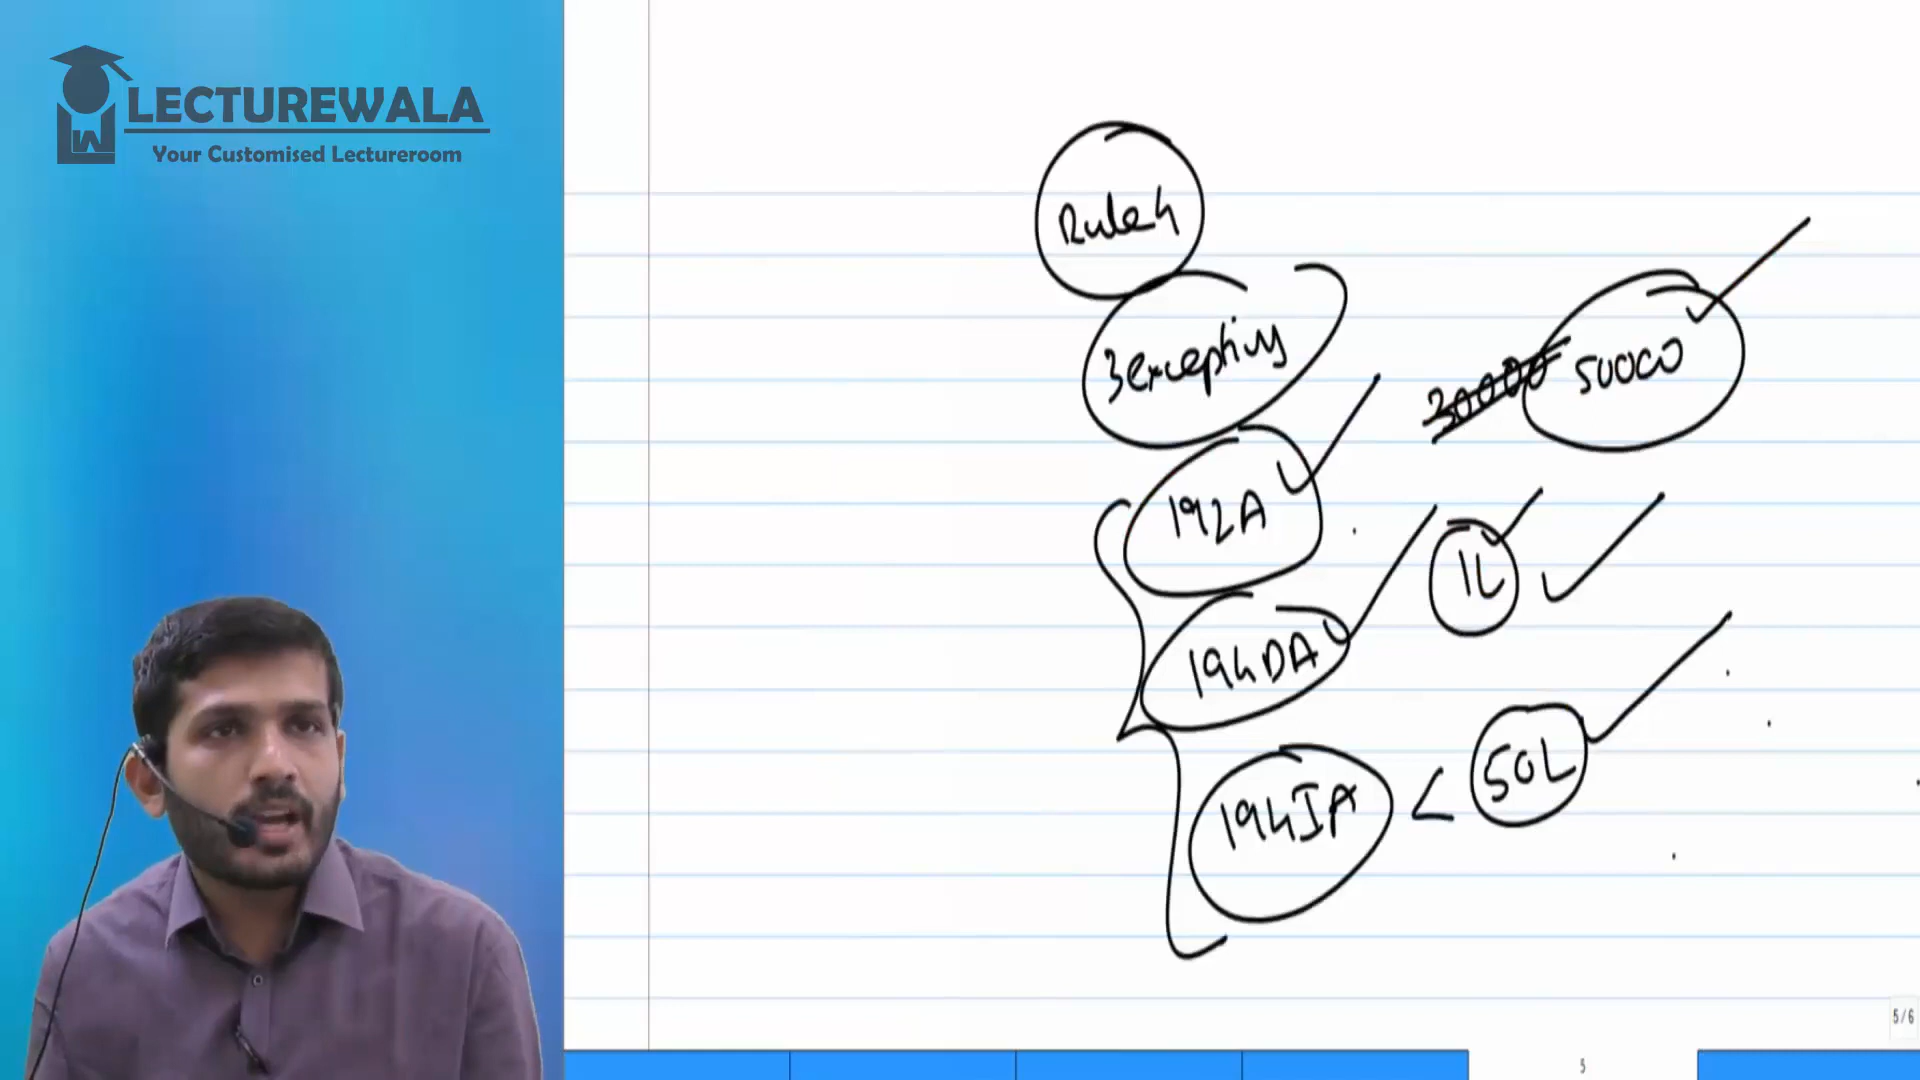 LECTUREWALA
Your Customised Lectureroom
Rule 4
3 exceptions
30000 50000
192A
1L
194DA
194IA < 50L
5/6
5